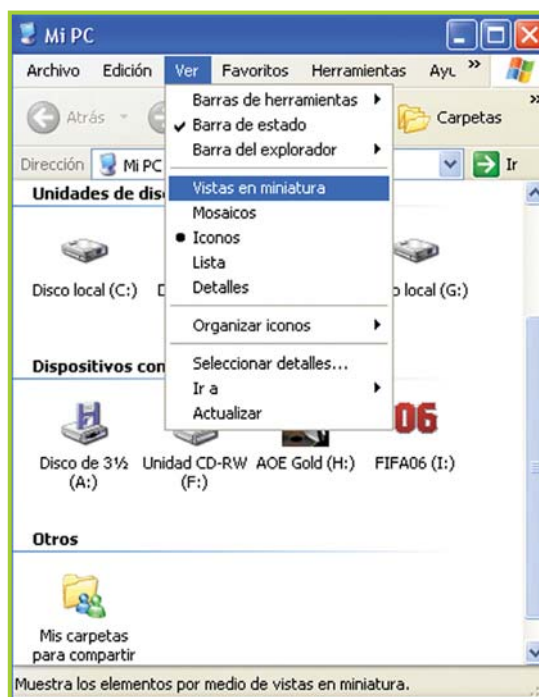 Mi PC
Archivo Edición Ver Favoritos Herramientas Ayu »
Atrás Carpetas »
Dirección Mi PC Ir
Barras de herramientas
Barra de estado
Barra del explorador
Vistas en miniatura
Mosaicos
Iconos
Lista
Detalles
Organizar iconos
Seleccionar detalles...
Ir a
Actualizar
Unidades de dis
Disco local (C:) D o local (G:)
Dispositivos con
06
Disco de 3½ Unidad CD-RW AOE Gold (H:) FIFA06 (I:)
(A:) (F:)
Otros
Mis carpetas
para compartir
Muestra los elementos por medio de vistas en miniatura.